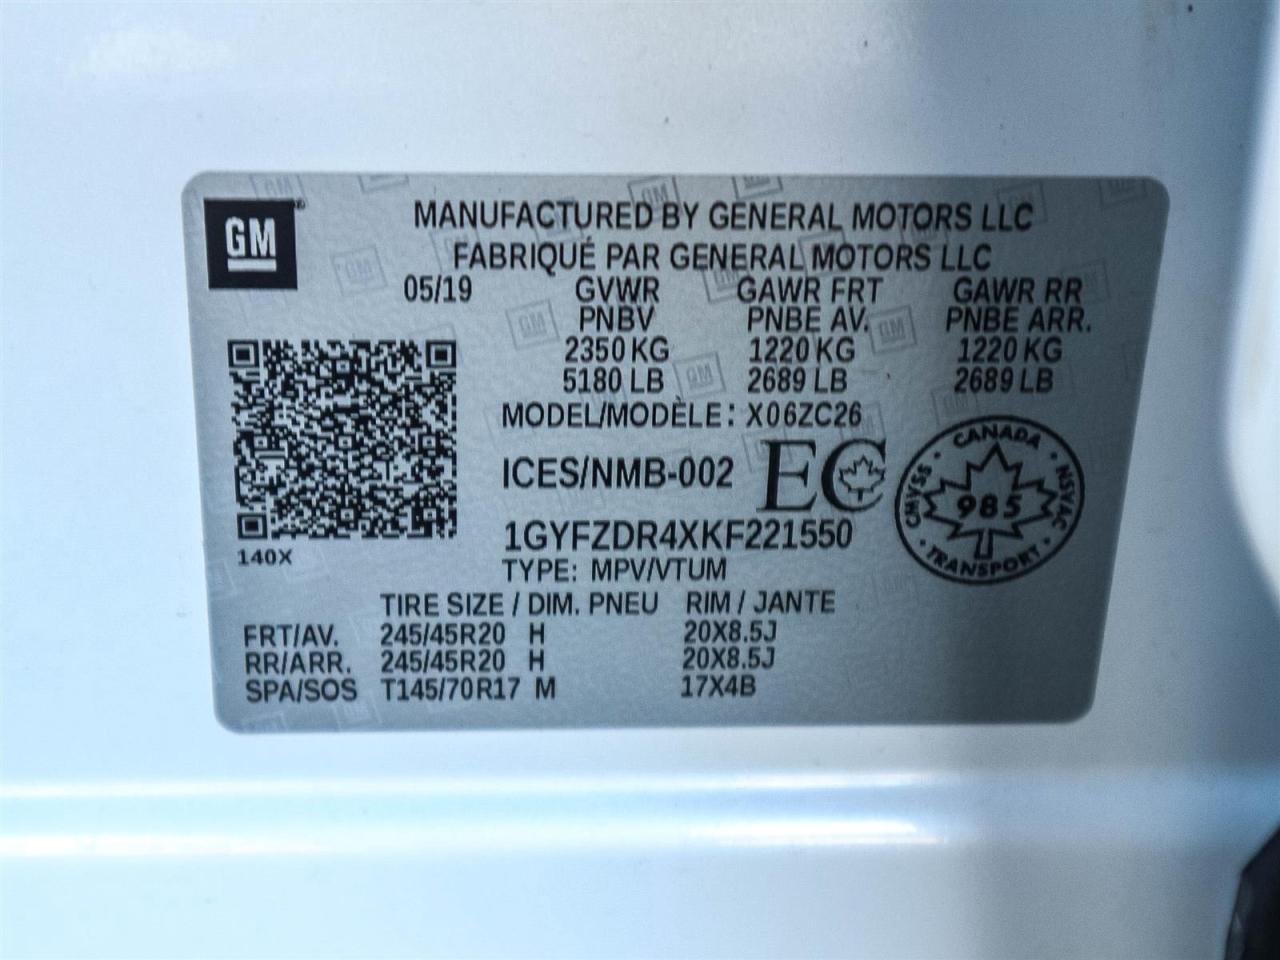 GM
MANUFACTURED BY GENERAL MOTORS LLC
FABRIQUÉ PAR GENERAL MOTORS LLC
05/19 GVWR GAWR FRT GAWR RR
PNBV PNBE AV. PNBE ARR.
2350 KG 1220 KG 1220 KG
5180 LB 2689 LB 2689 LB
MODEL/MODÈLE: X06ZC26
ICES/NMB-002 EC
CANADA
CMVSS 985 NSVAC
TRANSPORT
1GYFZDR4XKF221550
140X
TYPE: MPV/VTUM
TIRE SIZE / DIM. PNEU RIM / JANTE
FRT/AV. 245/45R20 H 20X8.5J
RR/ARR. 245/45R20 H 20X8.5J
SPA/SOS T145/70R17 M 17X4B